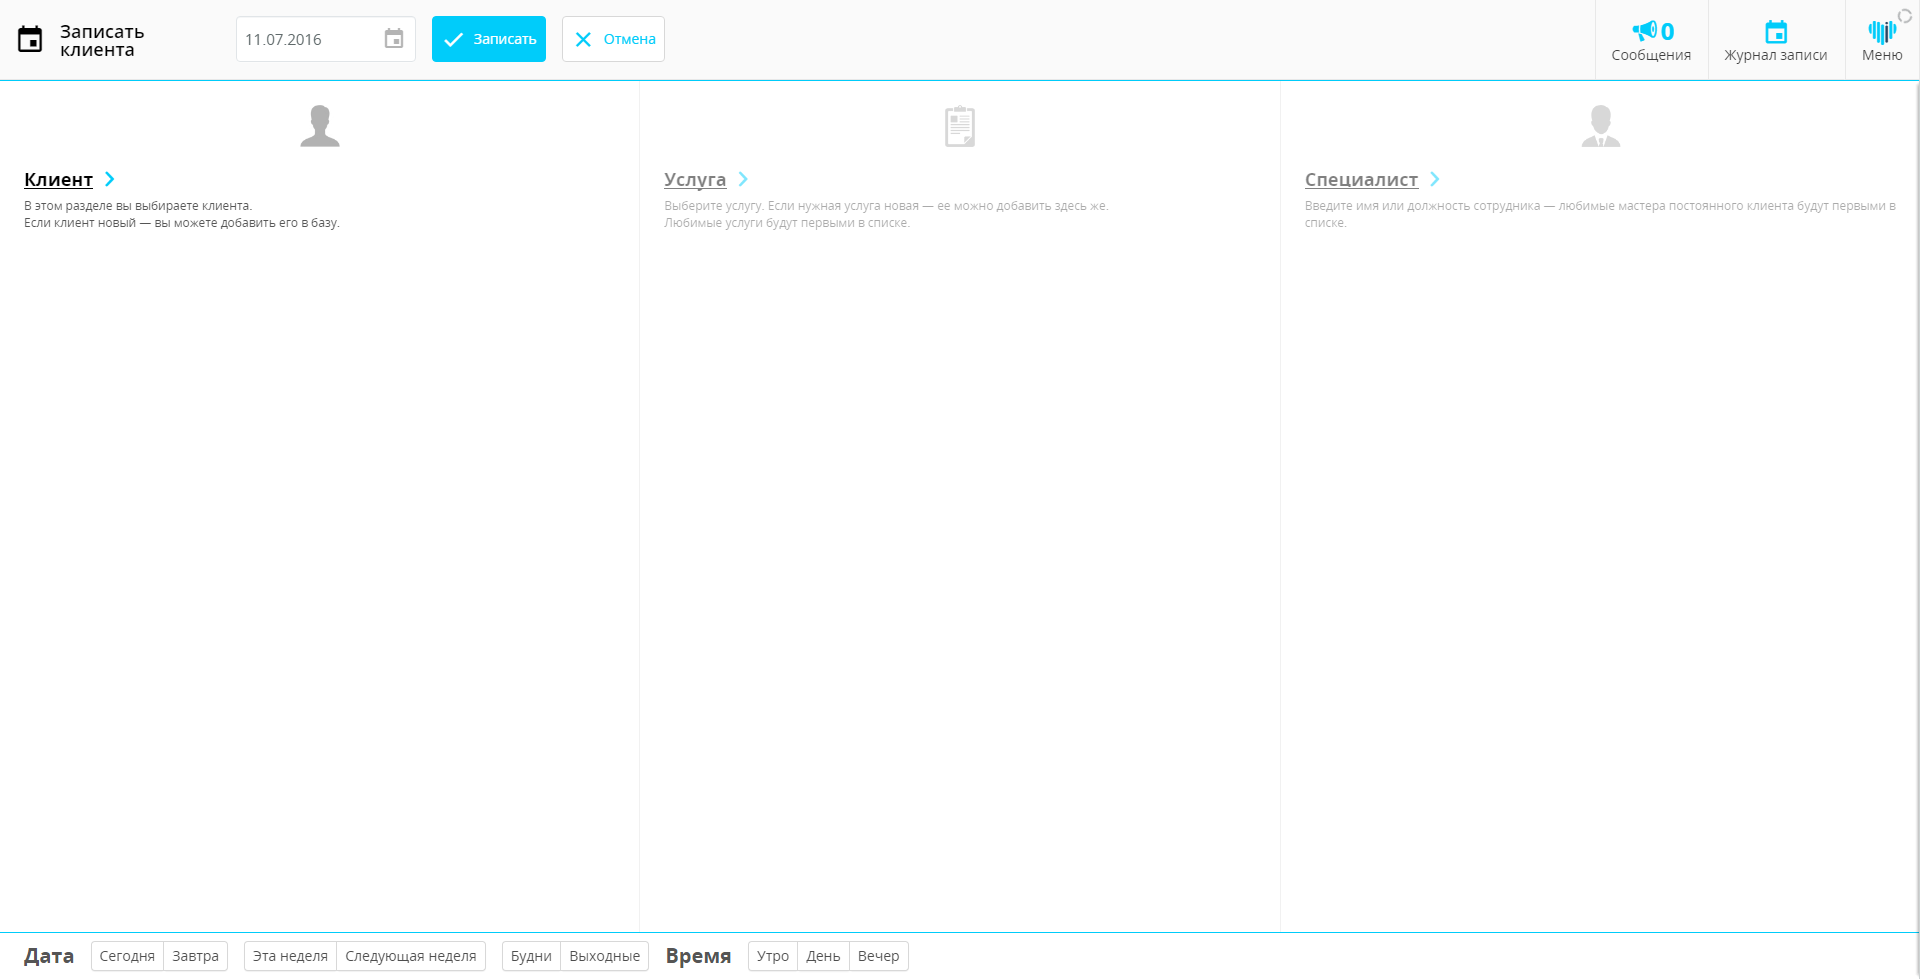 Записать
клиента
11.07.2016
Записать
Отмена
0
Сообщения
Журнал записи
Меню
Клиент
В этом разделе вы выбираете клиента.
Если клиент новый — вы можете добавить его в базу.
Услуга
Выберите услугу. Если нужная услуга новая — ее можно добавить здесь же.
Любимые услуги будут первыми в списке.
Специалист
Введите имя или должность сотрудника — любимые мастера постоянного клиента будут первыми в
списке.
Дата Сегодня Завтра Эта неделя Следующая неделя Будни Выходные Время Утро День Вечер